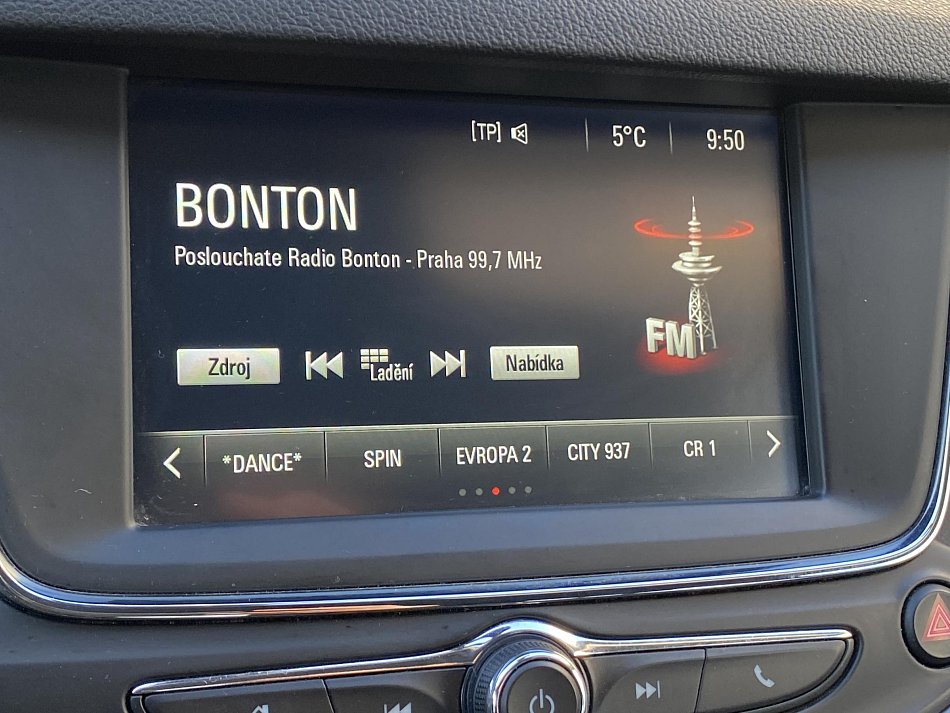 [TP] 5°C 9:50
BONTON
Poslouchate Radio Bonton - Praha 99,7 MHz
FM
Zdroj Ladění Nabídka
*DANCE* SPIN EVROPA 2 CITY 937 CR 1